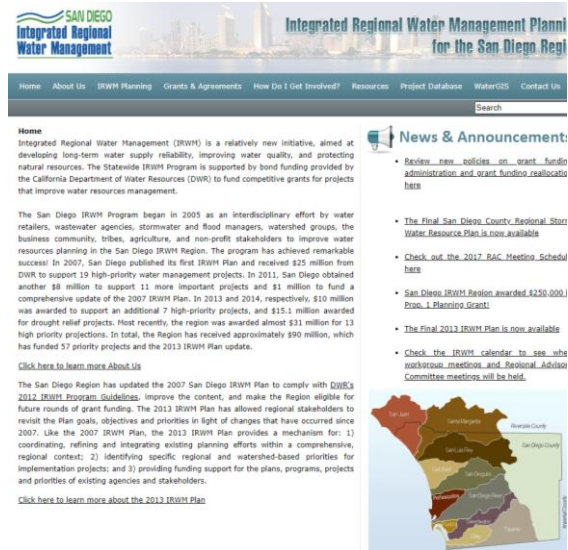 SAN DIEGO
Integrated Regional
Water Management
Integrated Regional Water Management Planni
for the San Diego Regi
Home About Us IRWM Planning Grants & Agreements How Do I Get Involved? Resources Project Database WaterGIS Contact Us
Search
Home
Integrated Regional Water Management (IRWM) is a relatively new initiative, aimed at
developing long-term water supply reliability, improving water quality, and protecting
natural resources. The Statewide IRWM Program is supported by bond funding provided by
the California Department of Water Resources (DWR) to fund competitive grants for projects
that improve water resources management.
The San Diego IRWM Program began in 2005 as an interdisciplinary effort by water
retailers, wastewater agencies, stormwater and flood managers, watershed groups, the
business community, tribes, agriculture, and non-profit stakeholders to improve water
resources planning in the San Diego IRWM Region. The program has achieved remarkable
success! In 2007, San Diego published its first IRWM Plan and received $25 million from
DWR to support 19 high-priority water management projects. In 2011, San Diego obtained
another $8 million to support 11 more important projects and $1 million to fund a
comprehensive update of the 2007 IRWM Plan. In 2013 and 2014, respectively, $10 million
was awarded to support an additional 7 high-priority projects, and $15.1 million awarded
for drought relief projects. Most recently, the region was awarded almost $31 million for 13
high priority projections. In total, the Region has received approximately $90 million, which
has funded 57 priority projects and the 2013 IRWM Plan update.
Click here to learn more About Us
The San Diego Region has updated the 2007 San Diego IRWM Plan to comply with DWR's
2012 IRWM Program Guidelines, improve the content, and make the Region eligible for
future rounds of grant funding. The 2013 IRWM Plan has allowed regional stakeholders to
revisit the Plan goals, objectives and priorities in light of changes that have occurred since
2007. Like the 2007 IRWM Plan, the 2013 IRWM Plan provides a mechanism for: 1)
coordinating, refining and integrating existing planning efforts within a comprehensive,
regional context; 2) identifying specific regional and watershed-based priorities for
implementation projects; and 3) providing funding support for the plans, programs, projects
and priorities of existing agencies and stakeholders.
Click here to learn more about the 2013 IRWM Plan
News & Announcements
• Review new policies on grant fundin
administration and grant funding reallocatio
here
• The Final San Diego County Regional Storm
Water Resource Plan is now available
• Check out the 2017 RAC Meeting Schedul
here
• San Diego IRWM Region awarded $250,000 i
Prop. 1 Planning Grant!
• The Final 2013 IRWM Plan is now available
• Check the IRWM calendar to see whe
workgroup meetings and Regional Advisor
Committee meetings will be held.
San Juan
Santa Margarita
Riverside County
San Luis Rey
San Diego County
Carlsbad
San Dieguito
Peñasquitos
San Diego River
Sweetwater
Otay
Tijuana
Imperial County